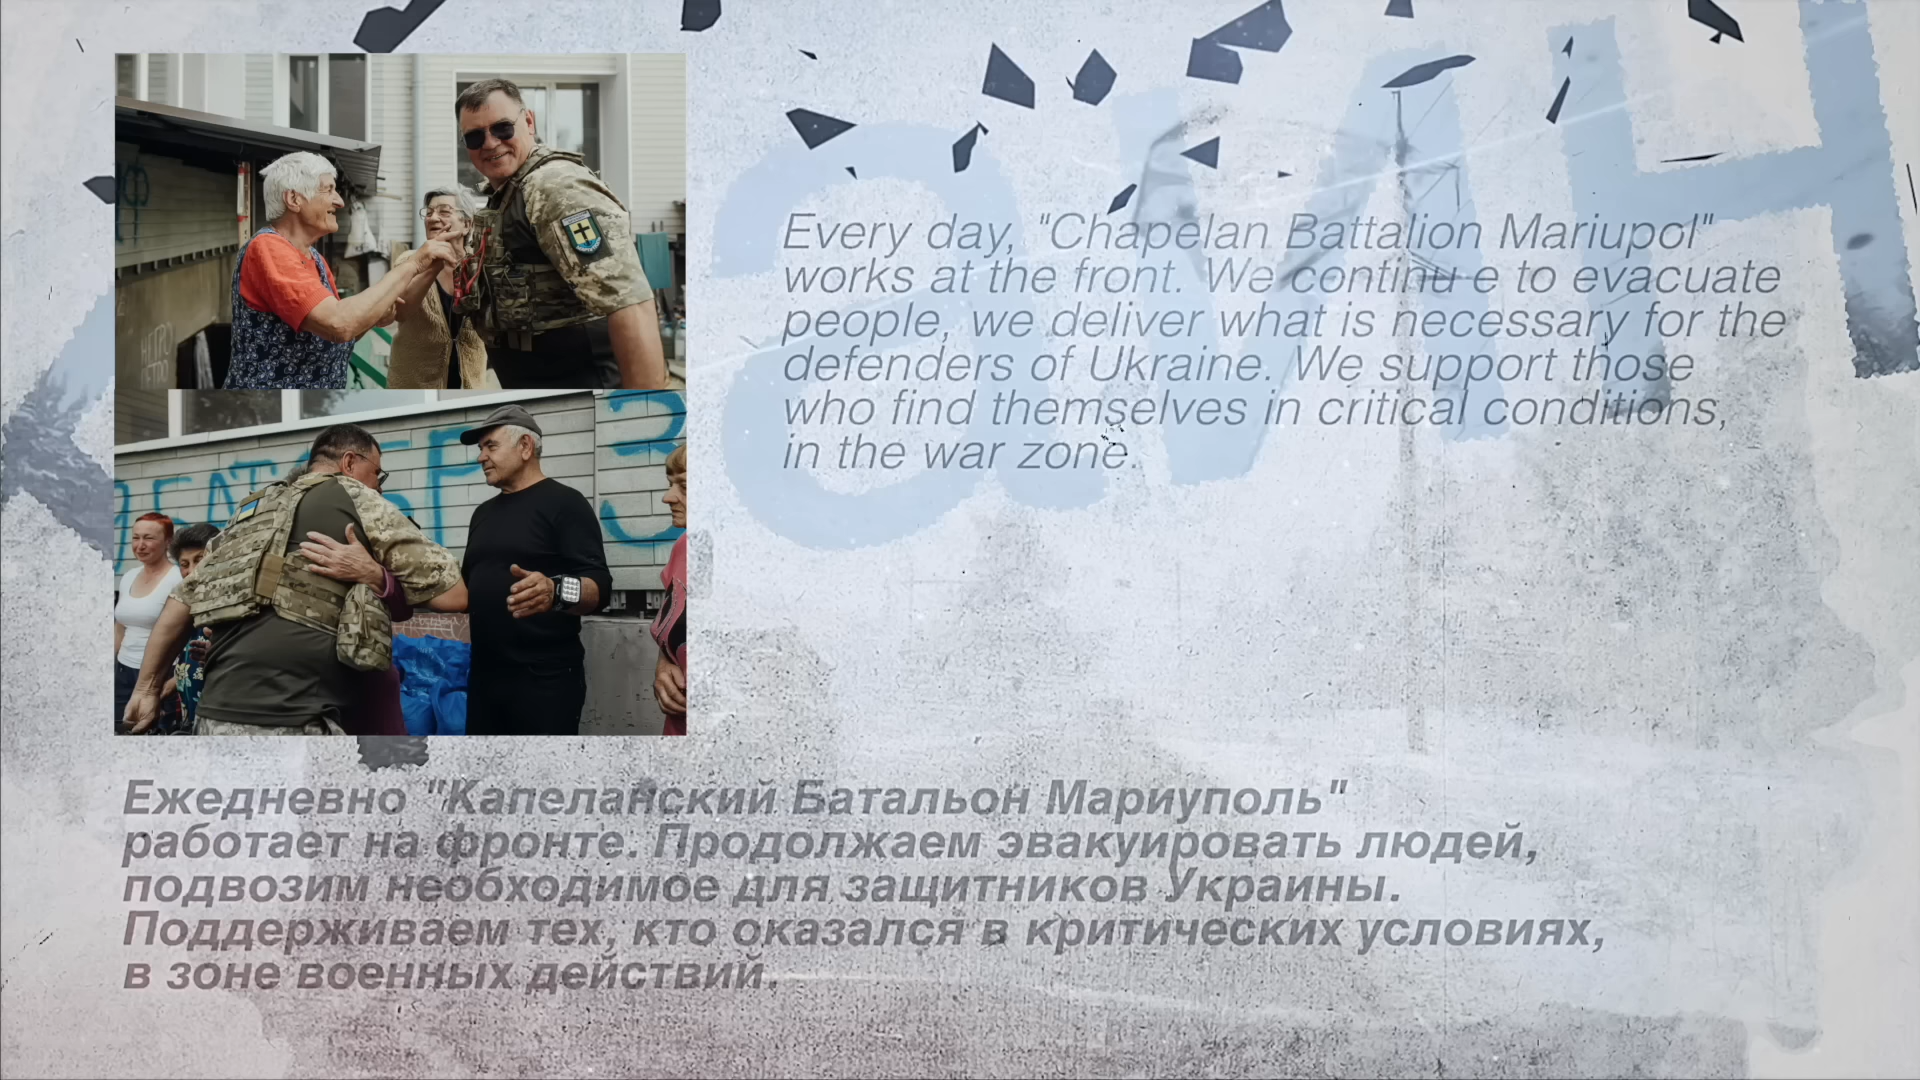 Every day, "Chapelan Battalion Mariupol"
works at the front. We continu e to evacuate
people, we deliver what is necessary for the
defenders of Ukraine. We support those
who find themselves in critical conditions,
in the war zone.
Ежедневно "Капеланский Батальон Мариуполь"
работает на фронте. Продолжаем эвакуировать людей,
подвозим необходимое для защитников Украины.
Поддерживаем тех, кто оказался в критических условиях,
в зоне военных действий.